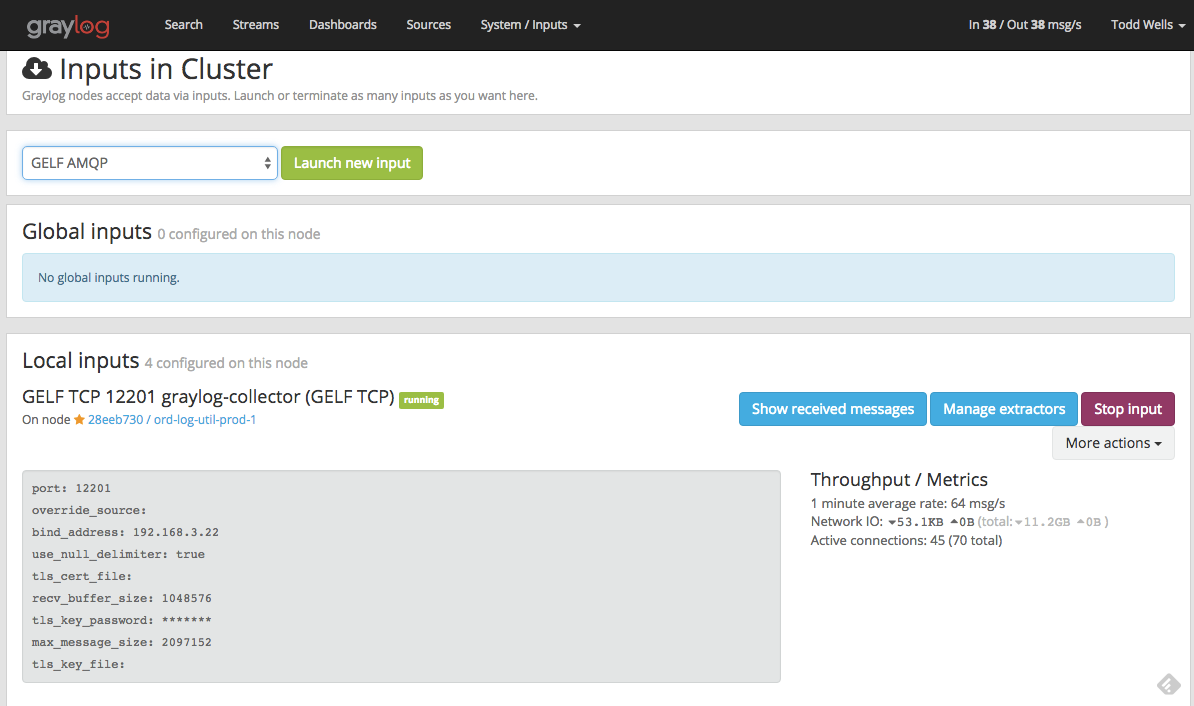 graylog Search Streams Dashboards Sources System / Inputs In 38 / Out 38 msg/s Todd Wells
Inputs in Cluster
Graylog nodes accept data via inputs. Launch or terminate as many inputs as you want here.
GELF AMQP Launch new input
Global inputs 0 configured on this node
No global inputs running.
Local inputs 4 configured on this node
GELF TCP 12201 graylog-collector (GELF TCP) running
On node 28eeb730 / ord-log-util-prod-1
Show received messages Manage extractors Stop input
More actions
port: 12201
override_source:
bind_address: 192.168.3.22
use_null_delimiter: true
tls_cert_file:
recv_buffer_size: 1048576
tls_key_password: *******
max_message_size: 2097152
tls_key_file:
Throughput / Metrics
1 minute average rate: 64 msg/s
Network IO: 53.1KB 0B (total: 11.2GB 0B )
Active connections: 45 (70 total)